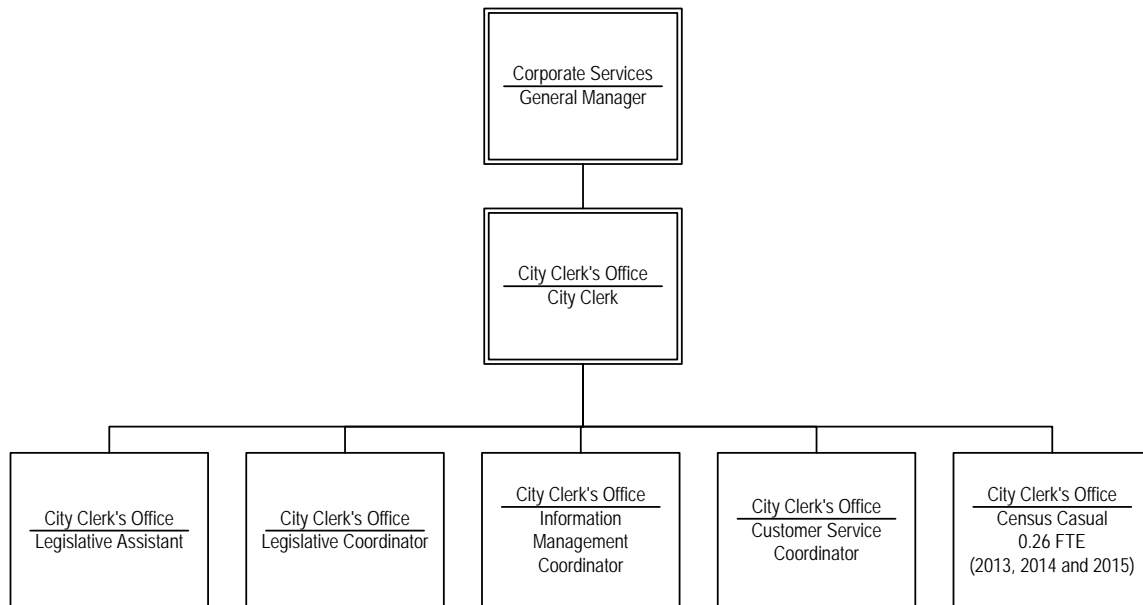 Corporate Services
General Manager
City Clerk's Office
City Clerk
City Clerk's Office
Legislative Assistant
City Clerk's Office
Legislative Coordinator
City Clerk's Office
Information
Management
Coordinator
City Clerk's Office
Customer Service
Coordinator
City Clerk's Office
Census Casual
0.26 FTE
(2013, 2014 and 2015)